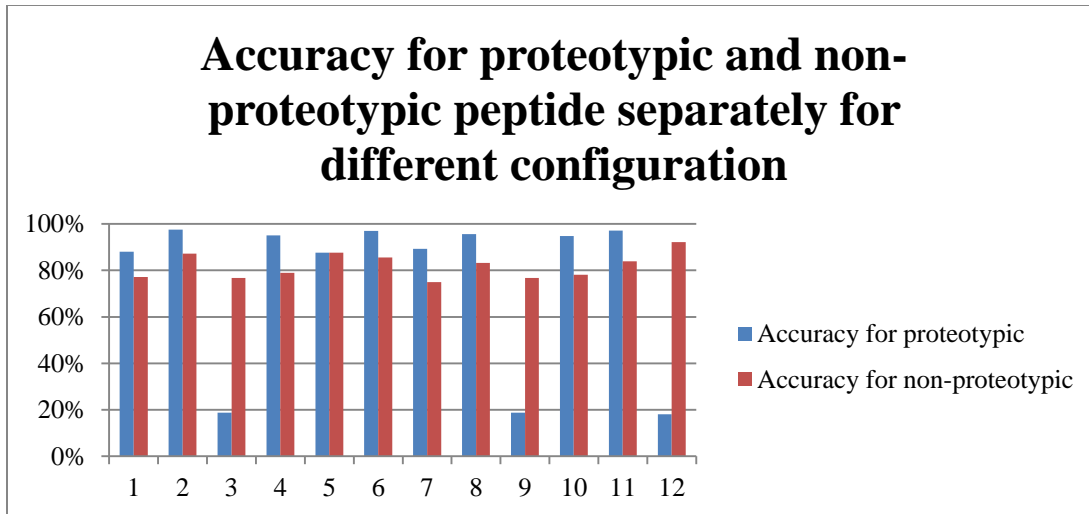 Accuracy for proteotypic and non-
proteotypic peptide separately for
different configuration
100%
80%
60%
40%
20%
0%
1 2 3 4 5 6 7 8 9 10 11 12
Accuracy for proteotypic
Accuracy for non-proteotypic